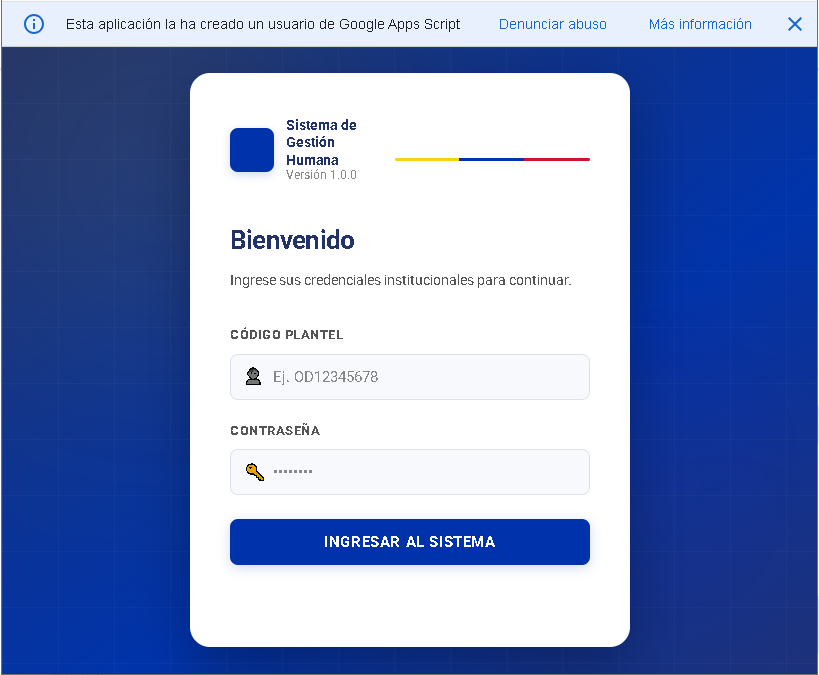 Esta aplicación la ha creado un usuario de Google Apps Script
Denunciar abuso
Más información
Sistema de
Gestión
Humana
Versión 1.0.0
Bienvenido
Ingrese sus credenciales institucionales para continuar.
CÓDIGO PLANTEL
Ej. OD12345678
CONTRASEÑA
••••••••
INGRESAR AL SISTEMA